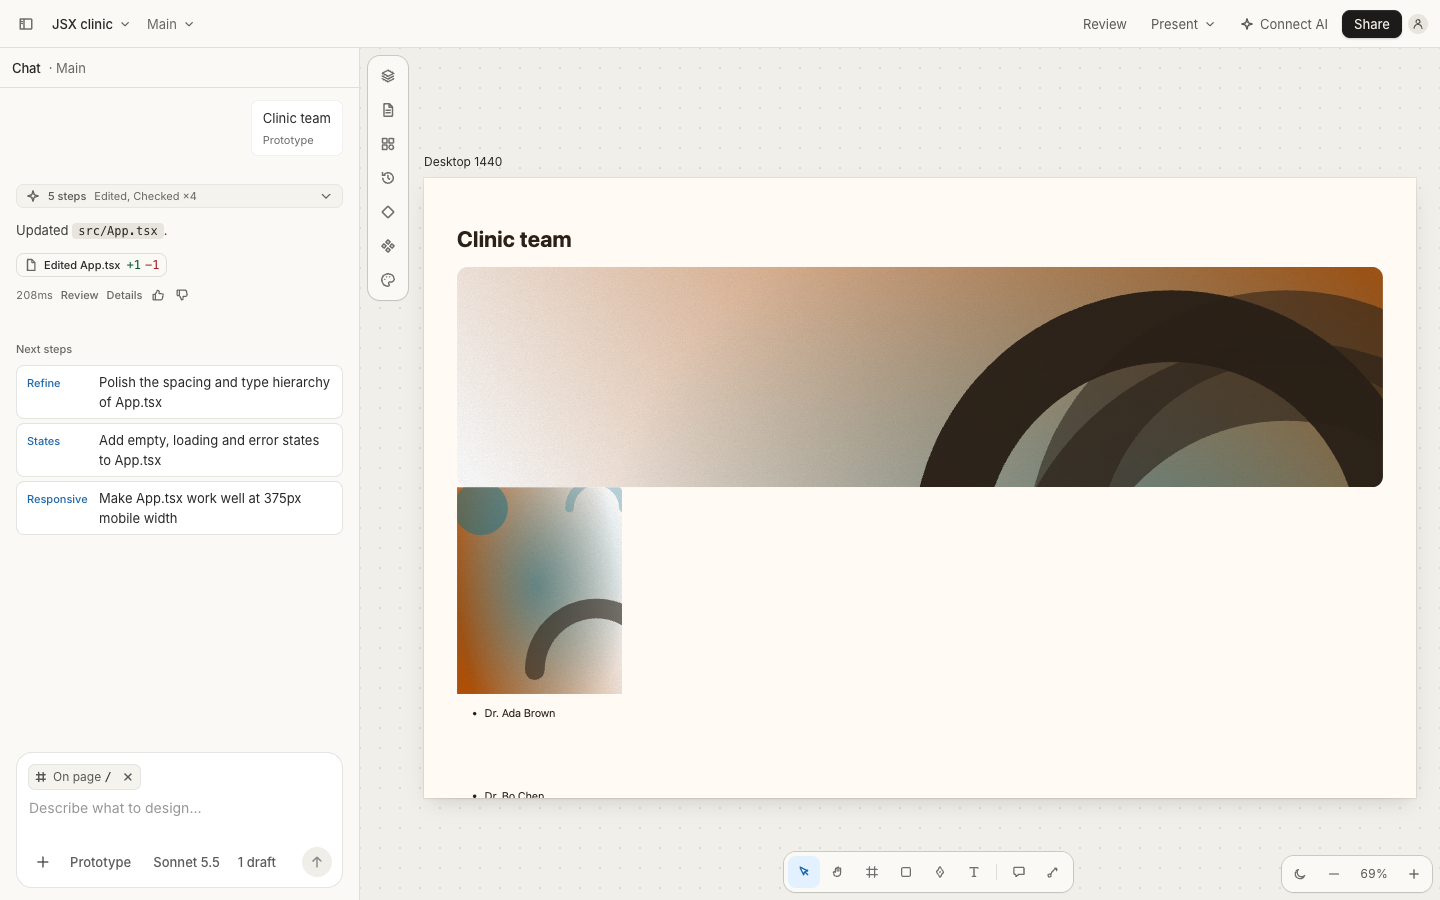 JSX clinic
Main
Review
Present
Connect AI
Share
Chat · Main
Clinic team
Prototype
5 steps Edited, Checked ×4
Updated src/App.tsx.
Edited App.tsx +1 −1
208ms Review Details
Next steps
Refine
Polish the spacing and type hierarchy
of App.tsx
States
Add empty, loading and error states
to App.tsx
Responsive
Make App.tsx work well at 375px
mobile width
On page /
Describe what to design...
Prototype
Sonnet 5.5
1 draft
Desktop 1440
Clinic team
• Dr. Ada Brown
• Dr. Bo Chen
69%